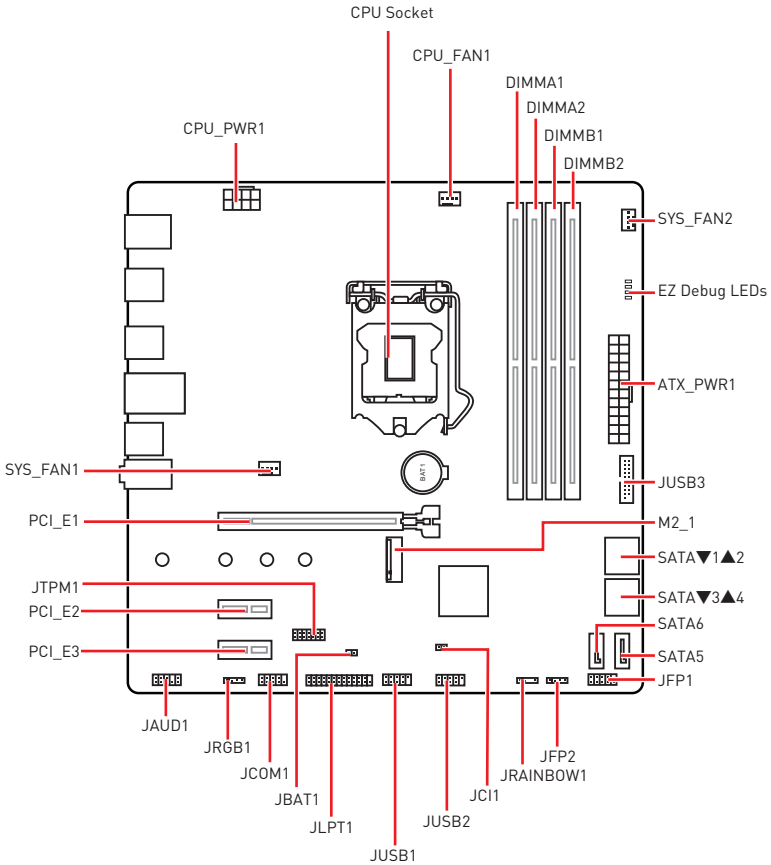 CPU Socket
CPU_FAN1
DIMMA1
DIMMA2
CPU_PWR1
DIMMB1
DIMMB2
SYS_FAN2
EZ Debug LEDs
ATX_PWR1
SYS_FAN1
BAT1
JUSB3
PCI_E1
M2_1
SATA▼1▲2
JTPM1
SATA▼3▲4
PCI_E2
SATA6
PCI_E3
SATA5
JFP1
JAUD1
JRGB1
JFP2
JCOM1
JRAINBOW1
JBAT1
JCI1
JLPT1
JUSB2
JUSB1